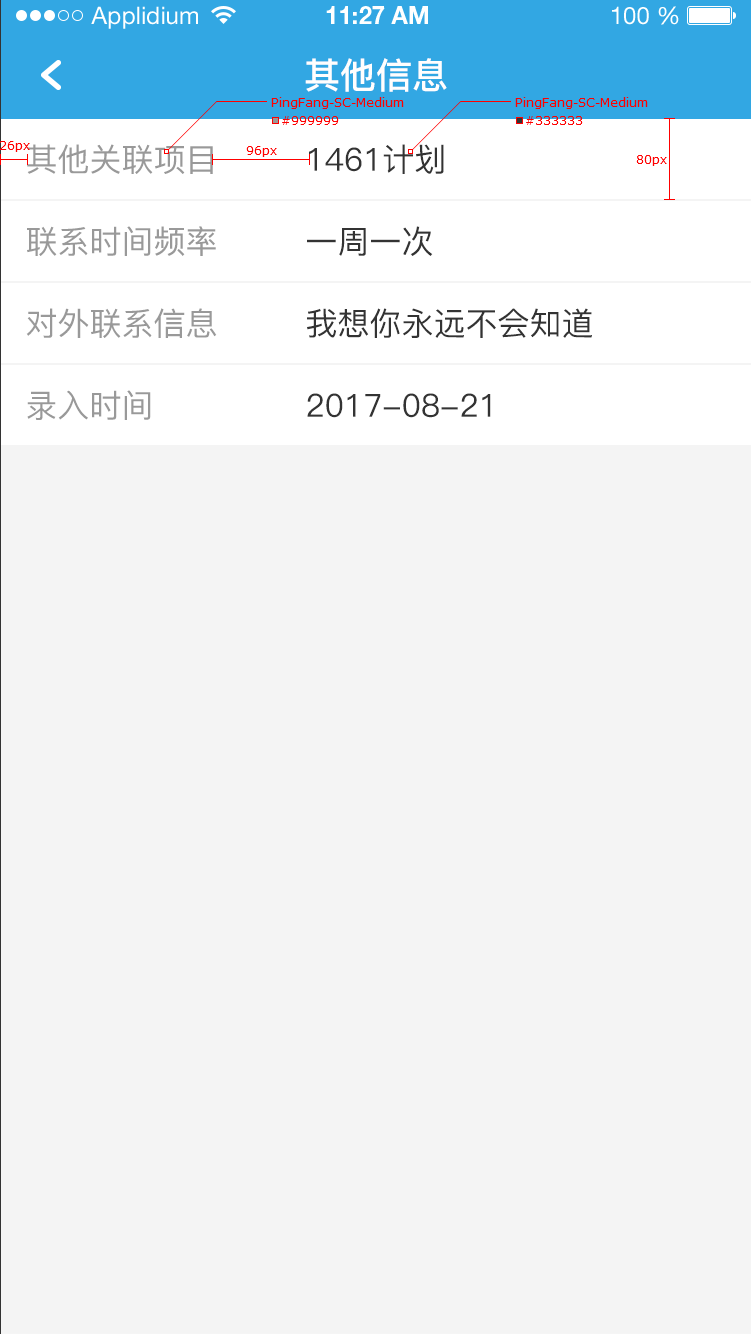 Applidium 11:27 AM 100 %
其他信息
PingFang-SC-Medium PingFang-SC-Medium
#999999 #333333
26px 其他关联项目 96px 1461计划 80px
联系时间频率 一周一次
对外联系信息 我想你永远不会知道
录入时间 2017-08-21